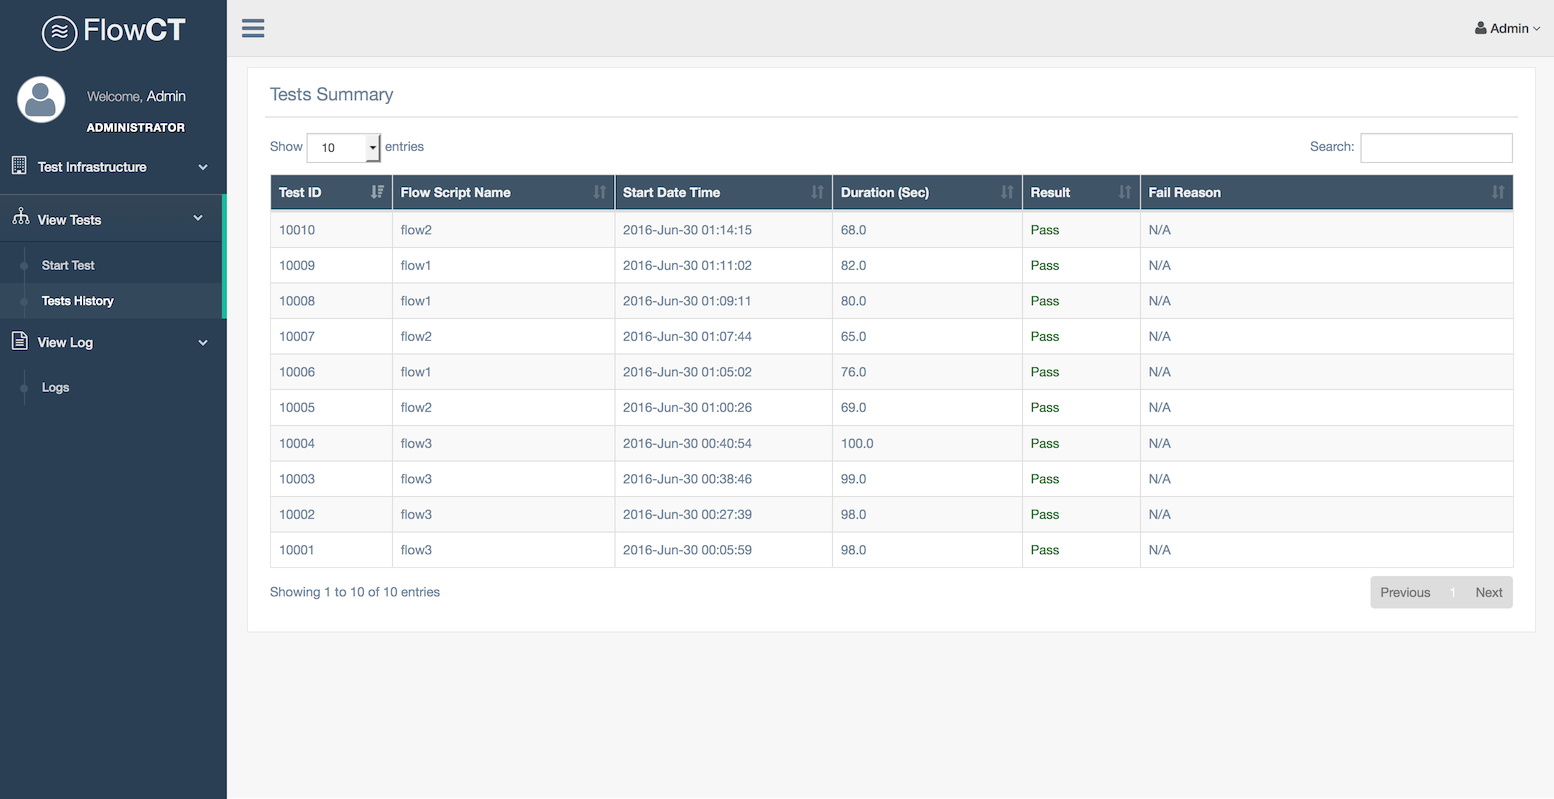 FlowCT
Admin
Welcome, Admin
ADMINISTRATOR
Test Infrastructure
View Tests
Start Test
Tests History
View Log
Logs
Tests Summary
Show 10 entries
Search:
Test ID Flow Script Name Start Date Time Duration (Sec) Result Fail Reason
10010 flow2 2016-Jun-30 01:14:15 68.0 Pass N/A
10009 flow1 2016-Jun-30 01:11:02 82.0 Pass N/A
10008 flow1 2016-Jun-30 01:09:11 80.0 Pass N/A
10007 flow2 2016-Jun-30 01:07:44 65.0 Pass N/A
10006 flow1 2016-Jun-30 01:05:02 76.0 Pass N/A
10005 flow2 2016-Jun-30 01:00:26 69.0 Pass N/A
10004 flow3 2016-Jun-30 00:40:54 100.0 Pass N/A
10003 flow3 2016-Jun-30 00:38:46 99.0 Pass N/A
10002 flow3 2016-Jun-30 00:27:39 98.0 Pass N/A
10001 flow3 2016-Jun-30 00:05:59 98.0 Pass N/A
Showing 1 to 10 of 10 entries
Previous 1 Next